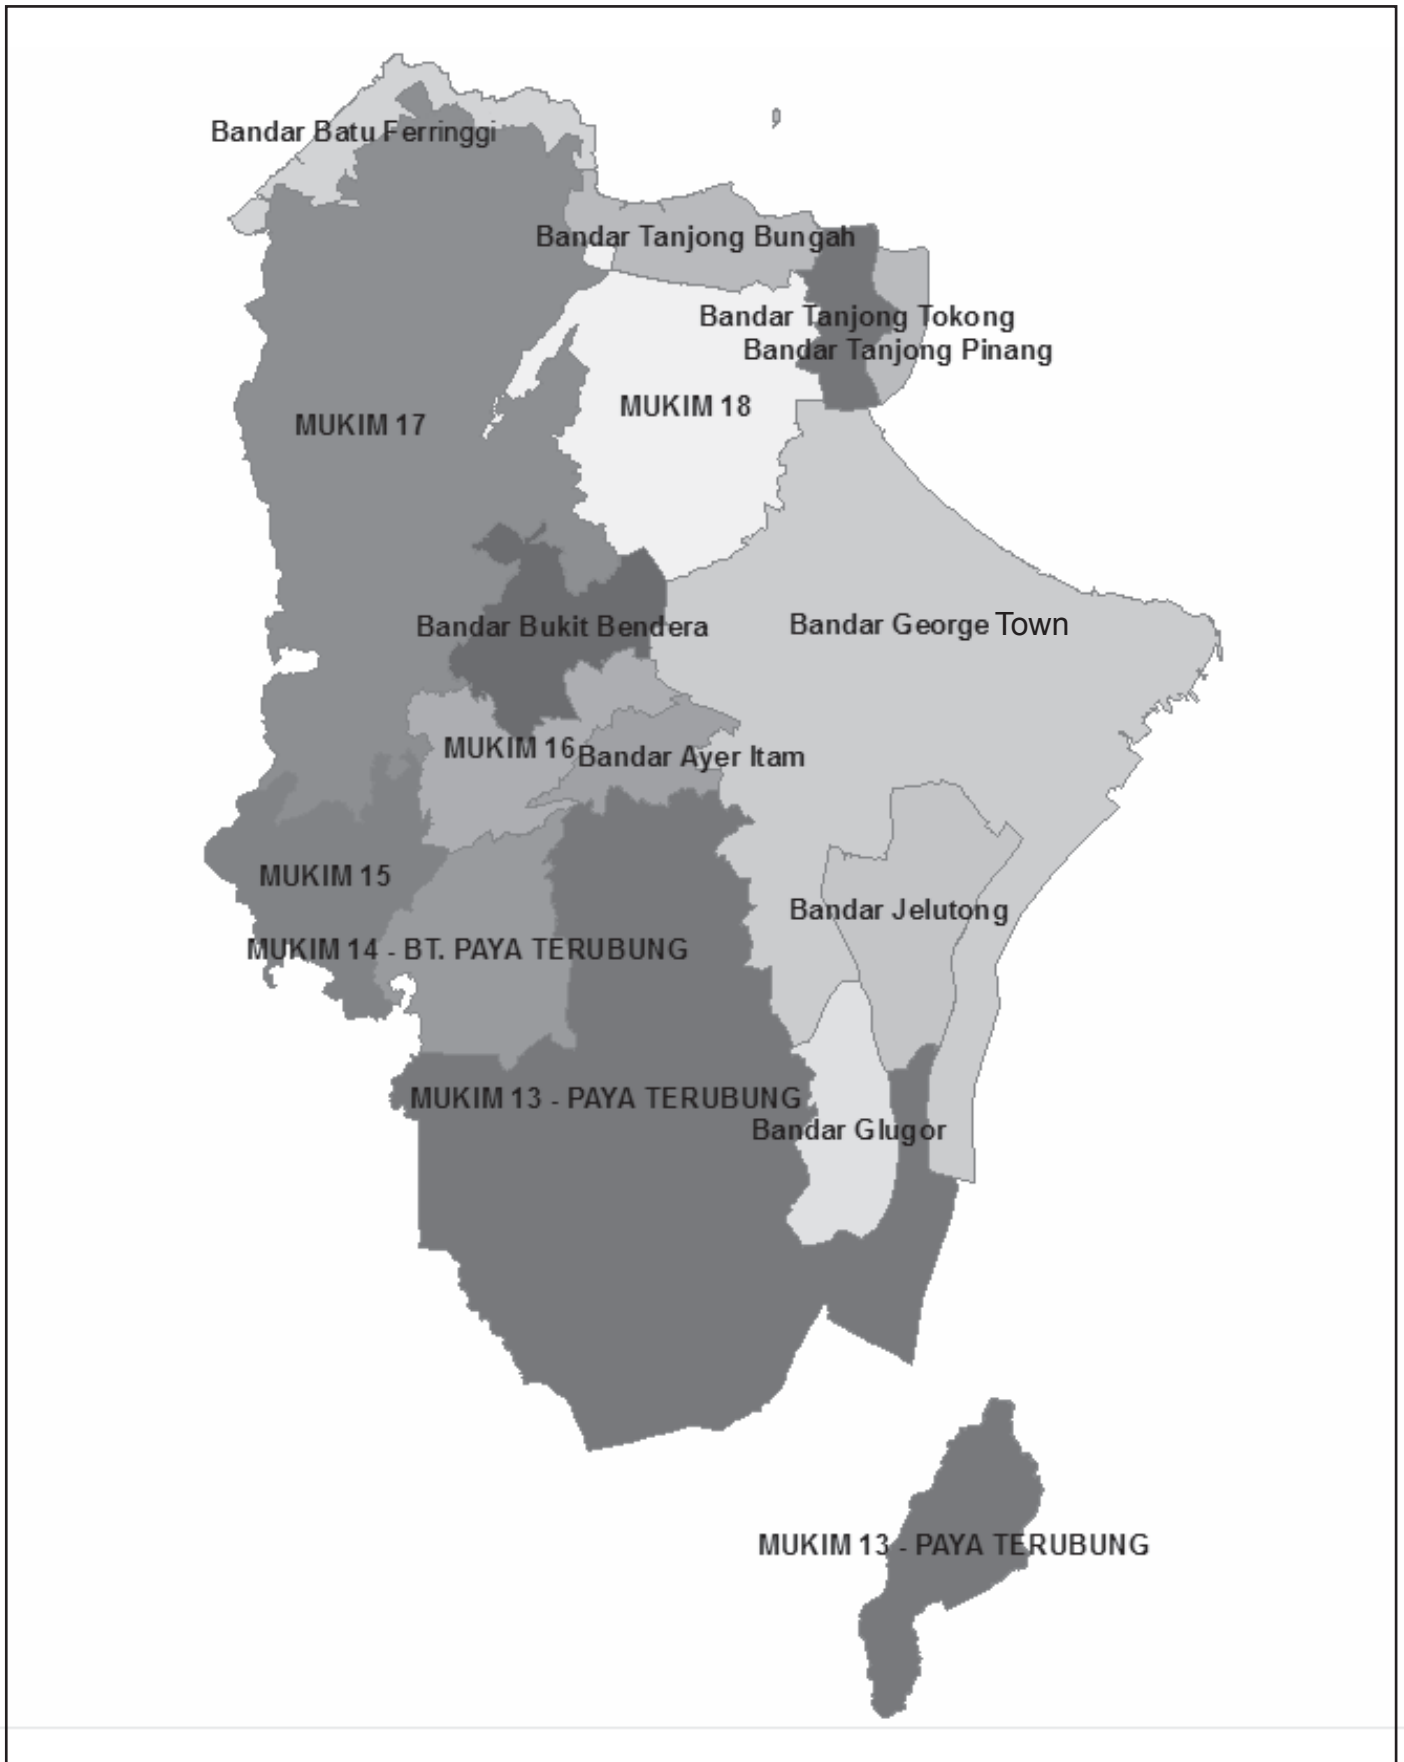 Bandar Batu Ferringgi
Bandar Tanjong Bungah
Bandar Tanjong Tokong
Bandar Tanjong Pinang
MUKIM 18
MUKIM 17
Bandar Bukit Bendera
Bandar George Town
MUKIM 16
Bandar Ayer Itam
MUKIM 15
Bandar Jelutong
MUKIM 14 - BT. PAYA TERUBUNG
MUKIM 13 - PAYA TERUBUNG
Bandar Glugor
MUKIM 13 - PAYA TERUBUNG